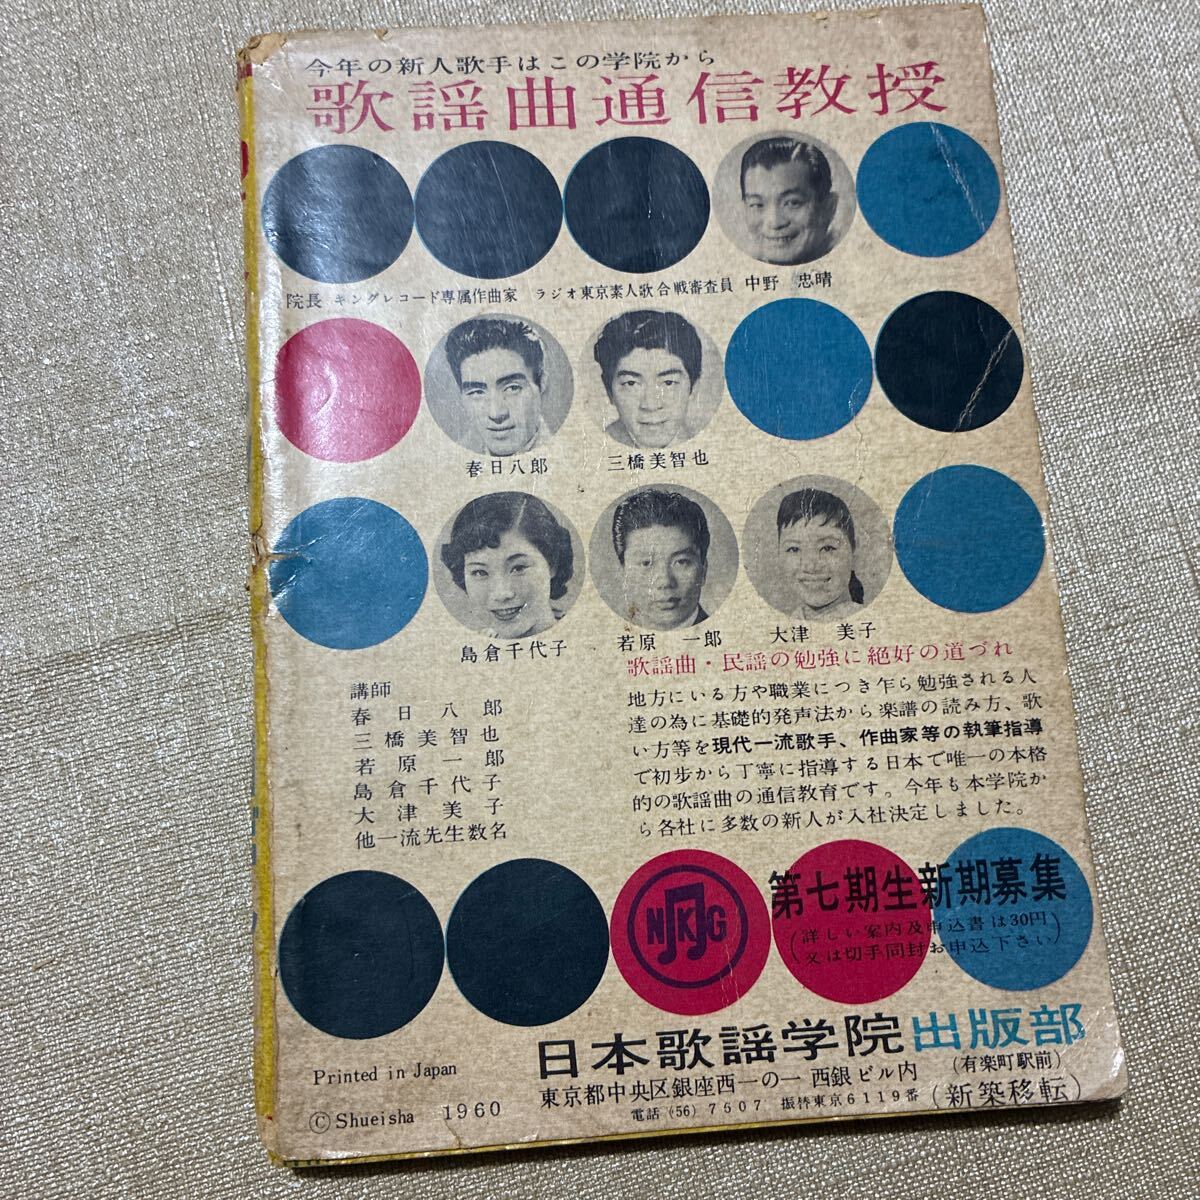 今年の新人歌手はこの学院から
歌謡曲通信教授
院長 キングレコード専属作曲家 ラジオ東京素人歌合戦審査員 中野 忠晴
春日八郎 三橋美智也
島倉千代子 若原 一郎 大津 美子
歌謡曲・民謡の勉強に絶好の道づれ
講師
春日八郎
三橋美智也
若原一郎
島倉千代子
大津美子
他一流先生数名
地方にいる方や職業につき乍ら勉強される人
達の為に基礎的発声法から楽譜の読み方、歌
い方等を現代一流歌手、作曲家等の執筆指導
で初歩から丁寧に指導する日本で唯一の本格
的の歌謡曲の通信教育です。今年も本学院か
ら各社に多数の新人が入社決定しました。
NKG
第七期生新期募集
(詳しい案内及申込書は30円
又は切手同封お申込下さい)
日本歌謡学院出版部
東京都中央区銀座西一の一 西銀ビル内 (有楽町駅前)
電話(56)7507 振替東京6119番 (新築移転)
Printed in Japan
© Shueisha 1960